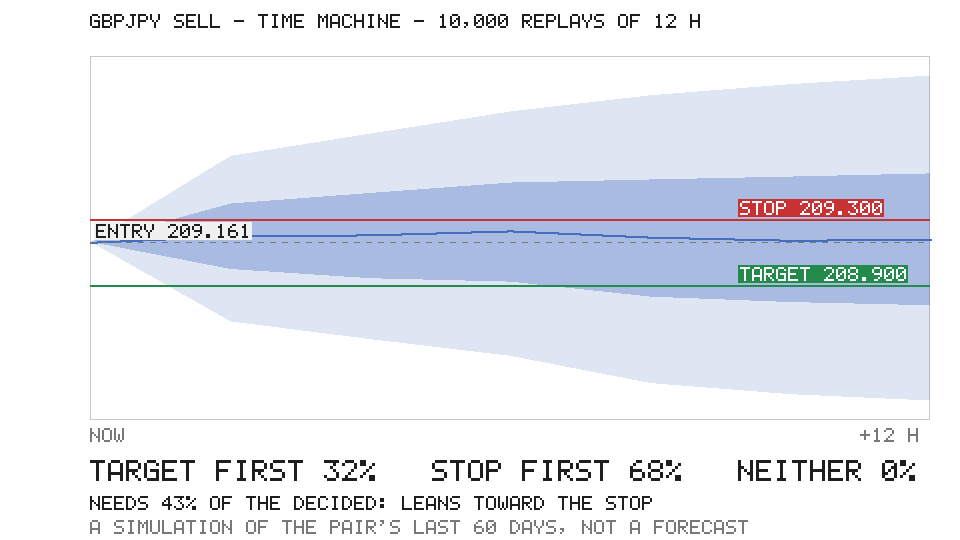 GBPJPY SELL - TIME MACHINE - 10,000 REPLAYS OF 12 H
STOP 209.300
ENTRY 209.161
TARGET 208.900
NOW +12 H
TARGET FIRST 32% STOP FIRST 68% NEITHER 0%
NEEDS 43% OF THE DECIDED: LEANS TOWARD THE STOP
A SIMULATION OF THE PAIR'S LAST 60 DAYS, NOT A FORECAST